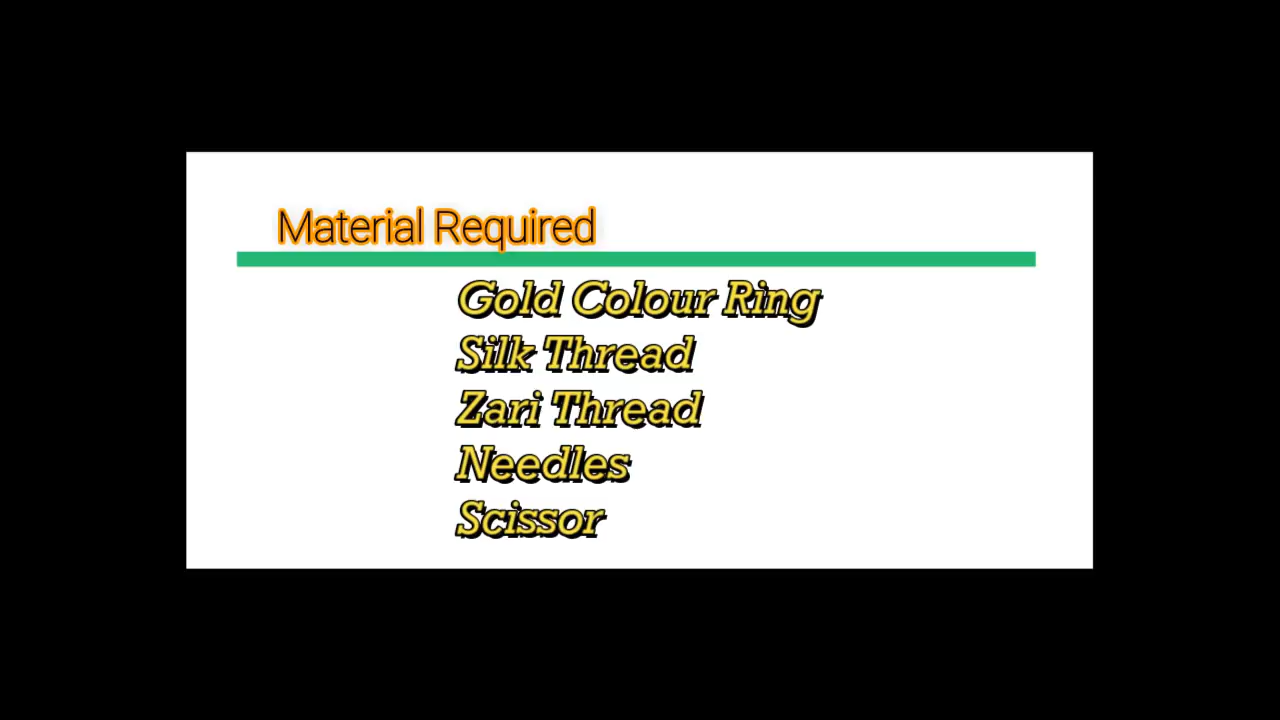 Material Required
Gold Colour Ring
Silk Thread
Zari Thread
Needles
Scissor